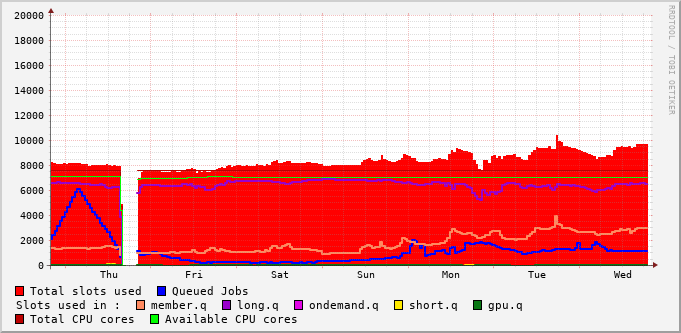 20000
18000
16000
14000
12000
10000
8000
6000
4000
2000
0
Thu Fri Sat Sun Mon Tue Wed
RRDTOOL / TOBI OETIKER
Total slots used Queued Jobs
Slots used in : member.q long.q ondemand.q short.q gpu.q
Total CPU cores Available CPU cores